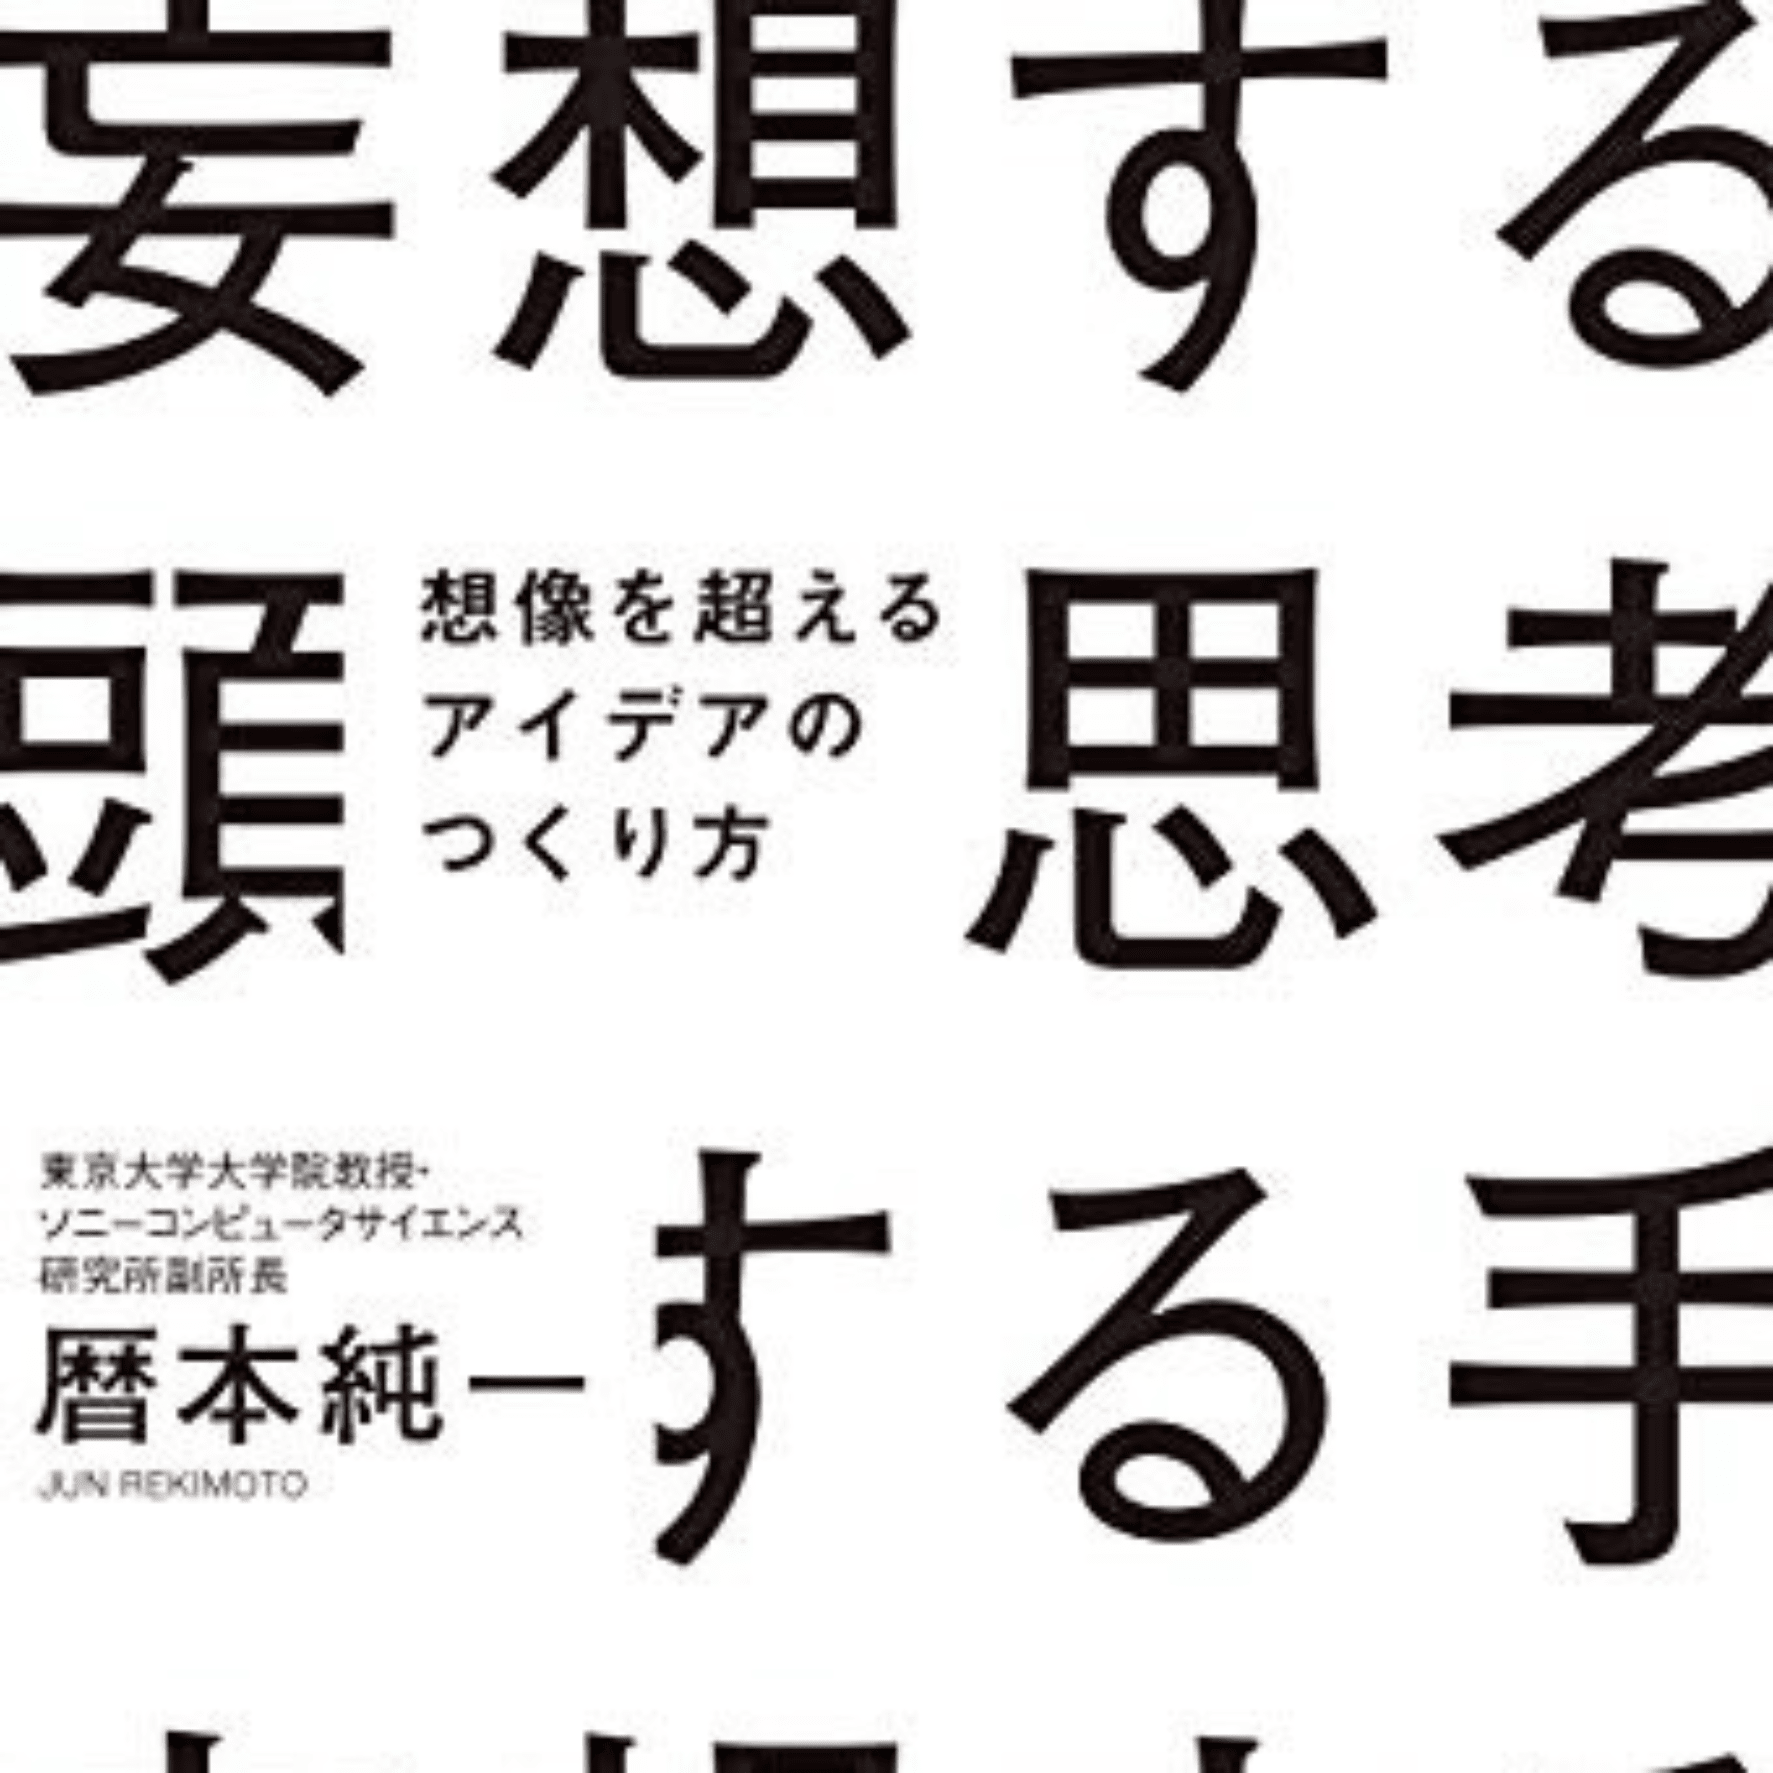 妄想する
頭
想像を超える
アイデアの
つくり方
思考
東京大学大学院教授・
ソニーコンピュータサイエンス
研究所副所長
暦本純一
JUN REKIMOTO
する手